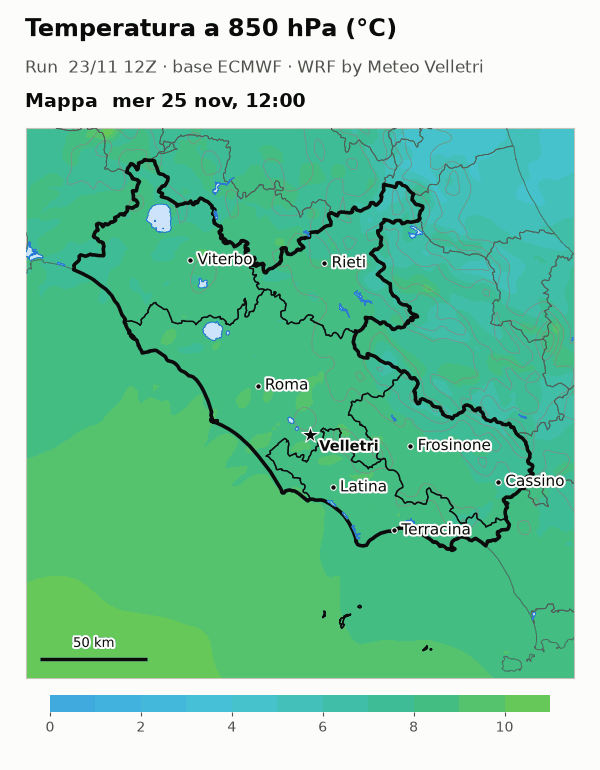 Temperatura a 850 hPa (°C)
Run  23/11 12Z · base ECMWF · WRF by Meteo Velletri
Mappa  mer 25 nov, 12:00
Viterbo
Rieti
Roma
Velletri
Frosinone
Latina
Cassino
Terracina
50 km
0 2 4 6 8 10